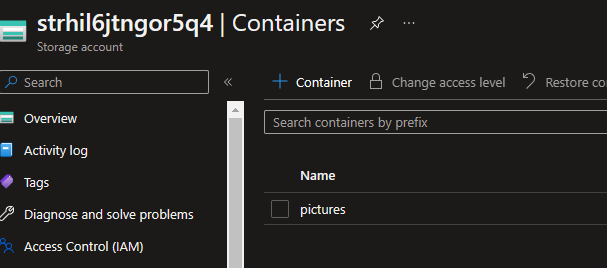 strhil6jtngor5q4 | Containers
Storage account
Search
Container
Change access level
Restore co
Overview
Search containers by prefix
Activity log
Tags
Name
Diagnose and solve problems
pictures
Access Control (IAM)